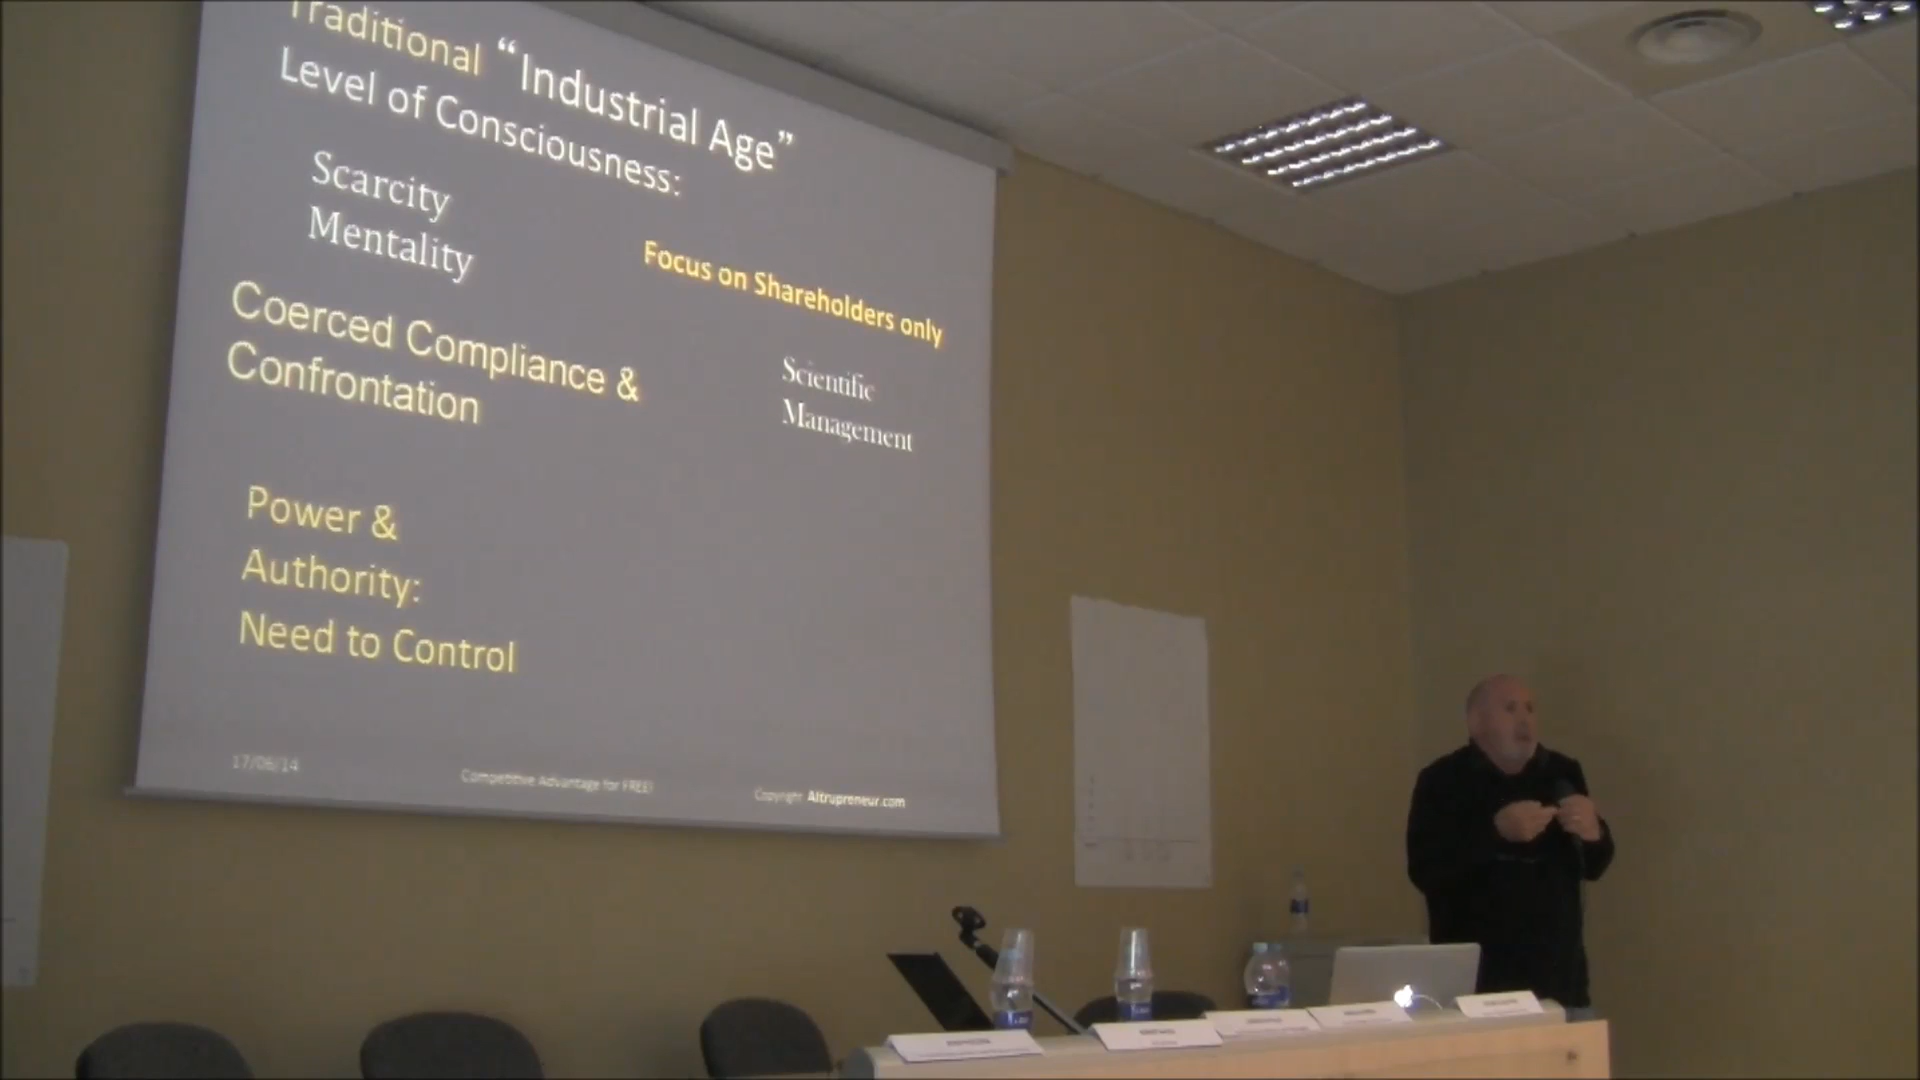 Traditional “Industrial Age”
Level of Consciousness:
Scarcity
Mentality
Focus on Shareholders only
Coerced Compliance &
Confrontation
Scientific
Management
Power &
Authority:
Need to Control
17/06/14
Competitive Advantage for FREE!
Copyright Altrupreneur.com